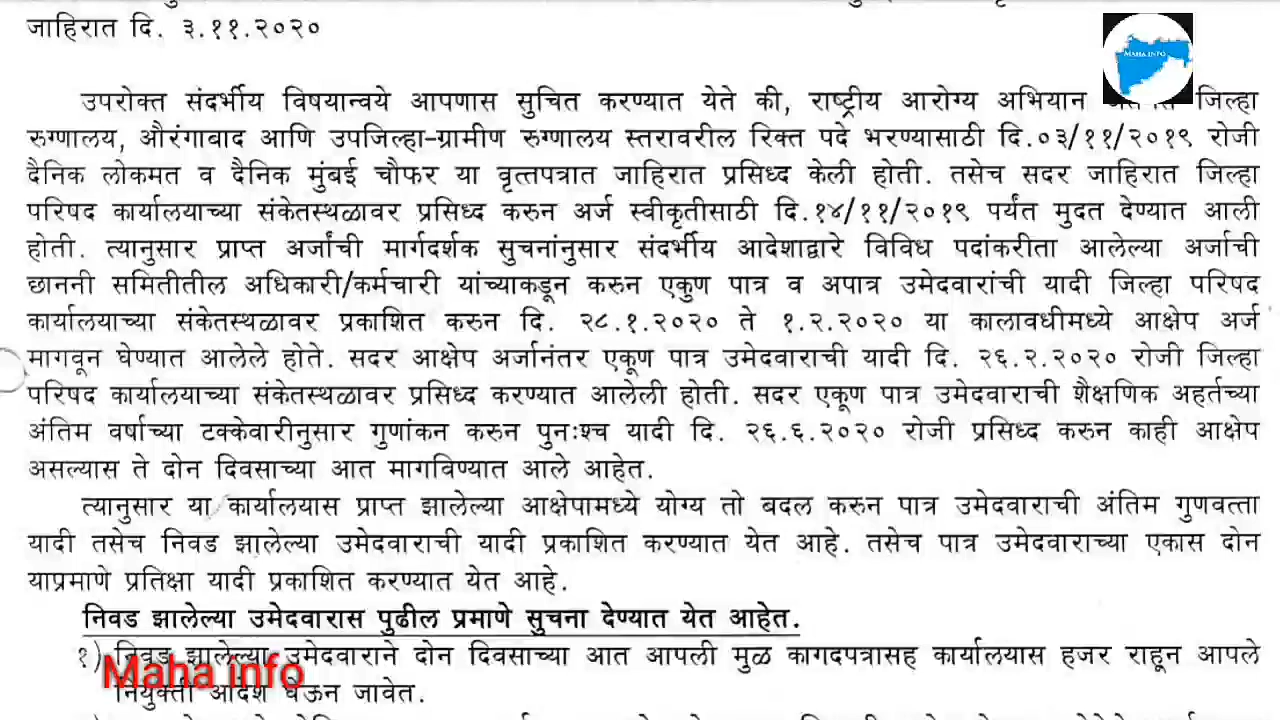 जाहिरात दि. ३.११.२०२०
MAHA INFO
उपरोक्त संदर्भीय विषयान्वये आपणास सुचित करण्यात येते की, राष्ट्रीय आरोग्य अभियान जिल्हा
रुग्णालय, औरंगाबाद आणि उपजिल्हा-ग्रामीण रुग्णालय स्तरावरील रिक्त पदे भरण्यासाठी दि.०३/११/२०१९ रोजी
दैनिक लोकमत व दैनिक मुंबई चौफर या वृत्तपत्रात जाहिरात प्रसिध्द केली होती. तसेच सदर जाहिरात जिल्हा
परिषद कार्यालयाच्या संकेतस्थळावर प्रसिध्द करुन अर्ज स्वीकृतीसाठी दि.१४/११/२०१९ पर्यंत मुदत देण्यात आली
होती. त्यानुसार प्राप्त अर्जांची मार्गदर्शक सुचनांनुसार संदर्भीय आदेशाद्वारे विविध पदांकरीता आलेल्या अर्जाची
छाननी समितीतील अधिकारी/कर्मचारी यांच्याकडून करुन एकुण पात्र व अपात्र उमेदवारांची यादी जिल्हा परिषद
कार्यालयाच्या संकेतस्थळावर प्रकाशित करुन दि. २८.१.२०२० ते १.२.२०२० या कालावधीमध्ये आक्षेप अर्ज
मागवून घेण्यात आलेले होते. सदर आक्षेप अर्जानंतर एकूण पात्र उमेदवाराची यादी दि. २६.२.२०२० रोजी जिल्हा
परिषद कार्यालयाच्या संकेतस्थळावर प्रसिध्द करण्यात आलेली होती. सदर एकूण पात्र उमेदवाराची शैक्षणिक अहर्तच्या
अंतिम वर्षाच्या टक्केवारीनुसार गुणांकन करुन पुनःश्च यादी दि. २६.६.२०२० रोजी प्रसिध्द करुन काही आक्षेप
असल्यास ते दोन दिवसाच्या आत मागविण्यात आले आहेत.
त्यानुसार या कार्यालयास प्राप्त झालेल्या आक्षेपामध्ये योग्य तो बदल करुन पात्र उमेदवाराची अंतिम गुणवत्ता
यादी तसेच निवड झालेल्या उमेदवाराची यादी प्रकाशित करण्यात येत आहे. तसेच पात्र उमेदवाराच्या एकास दोन
याप्रमाणे प्रतिक्षा यादी प्रकाशित करण्यात येत आहे.
निवड झालेल्या उमेदवारास पुढील प्रमाणे सुचना देण्यात येत आहेत.
१) निवड झालेल्या उमेदवाराने दोन दिवसाच्या आत आपली मुळ कागदपत्रासह कार्यालयास हजर राहून आपले
नियुक्ती आदेश घेऊन जावेत.
Maha info